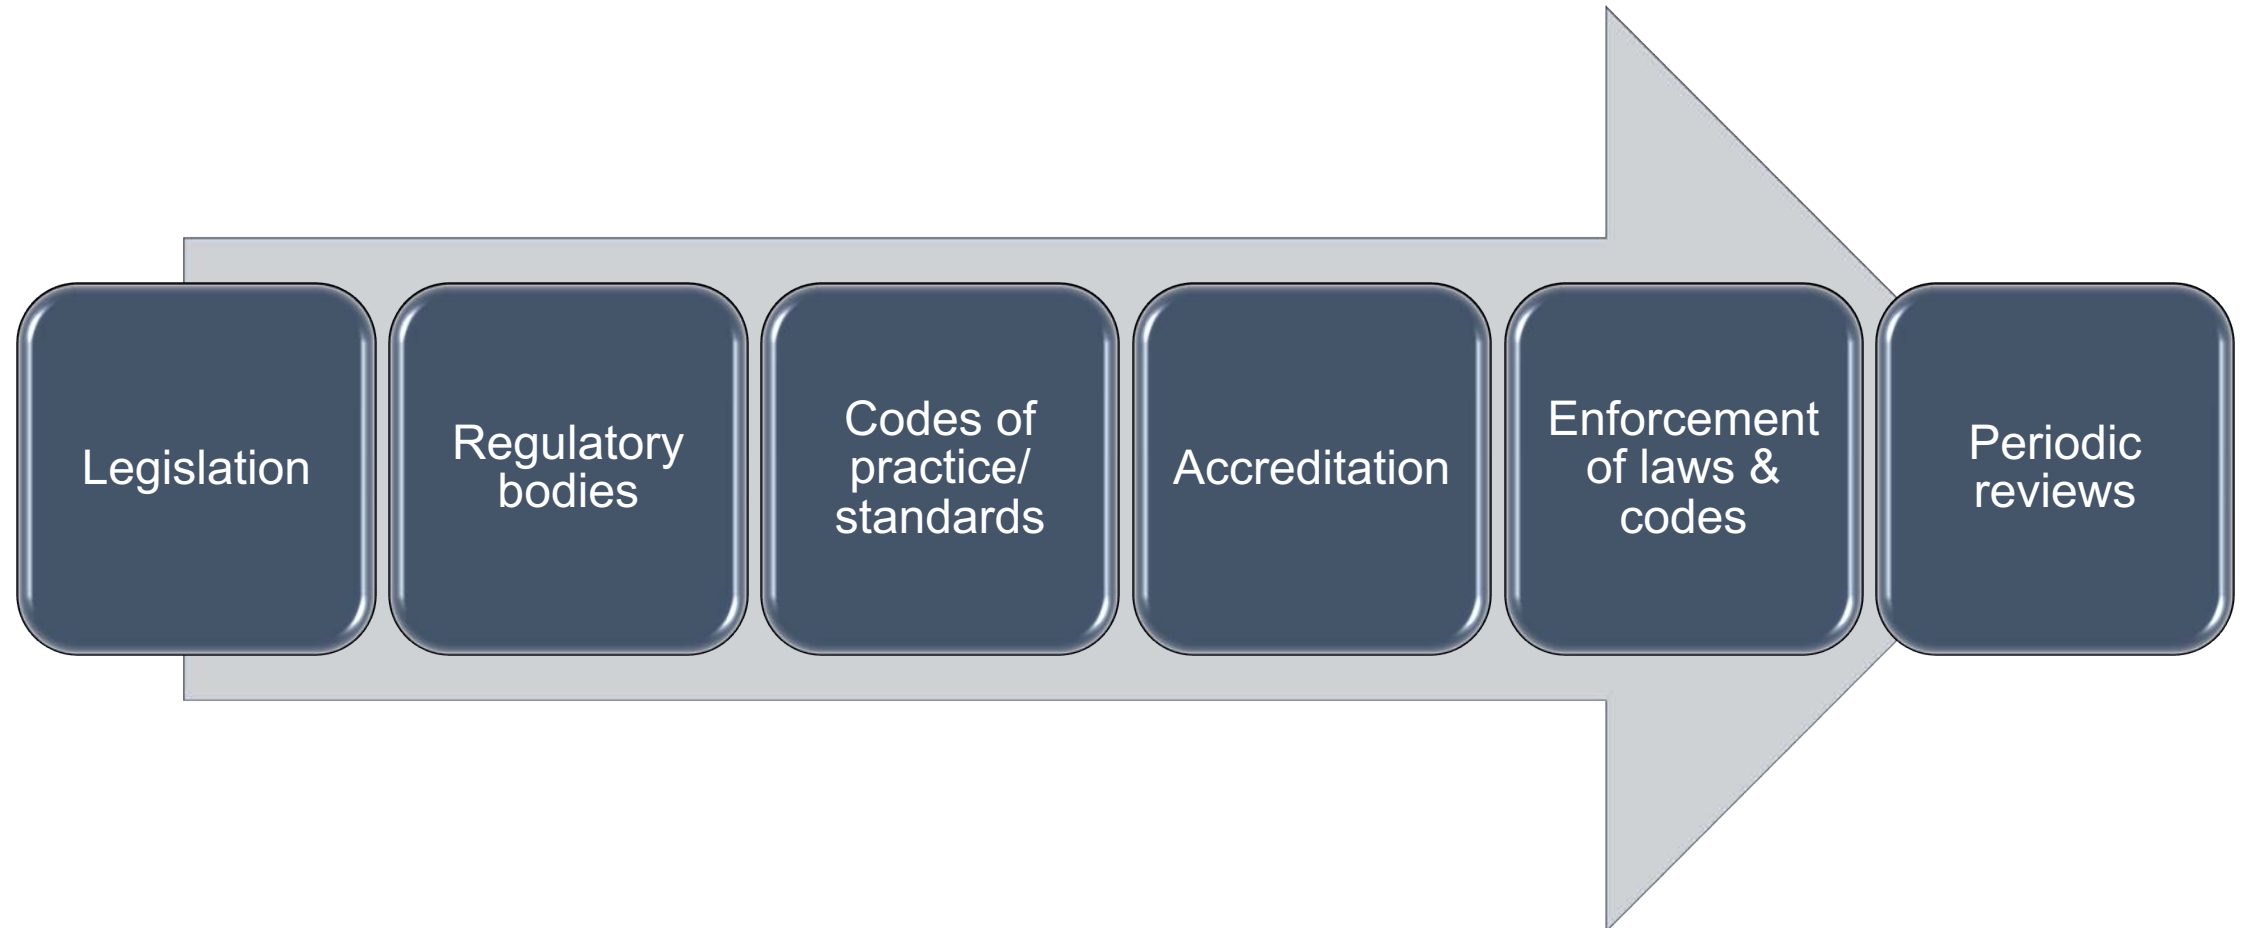 Legislation
Regulatory
bodies
Codes of
practice/
standards
Accreditation
Enforcement
of laws &
codes
Periodic
reviews